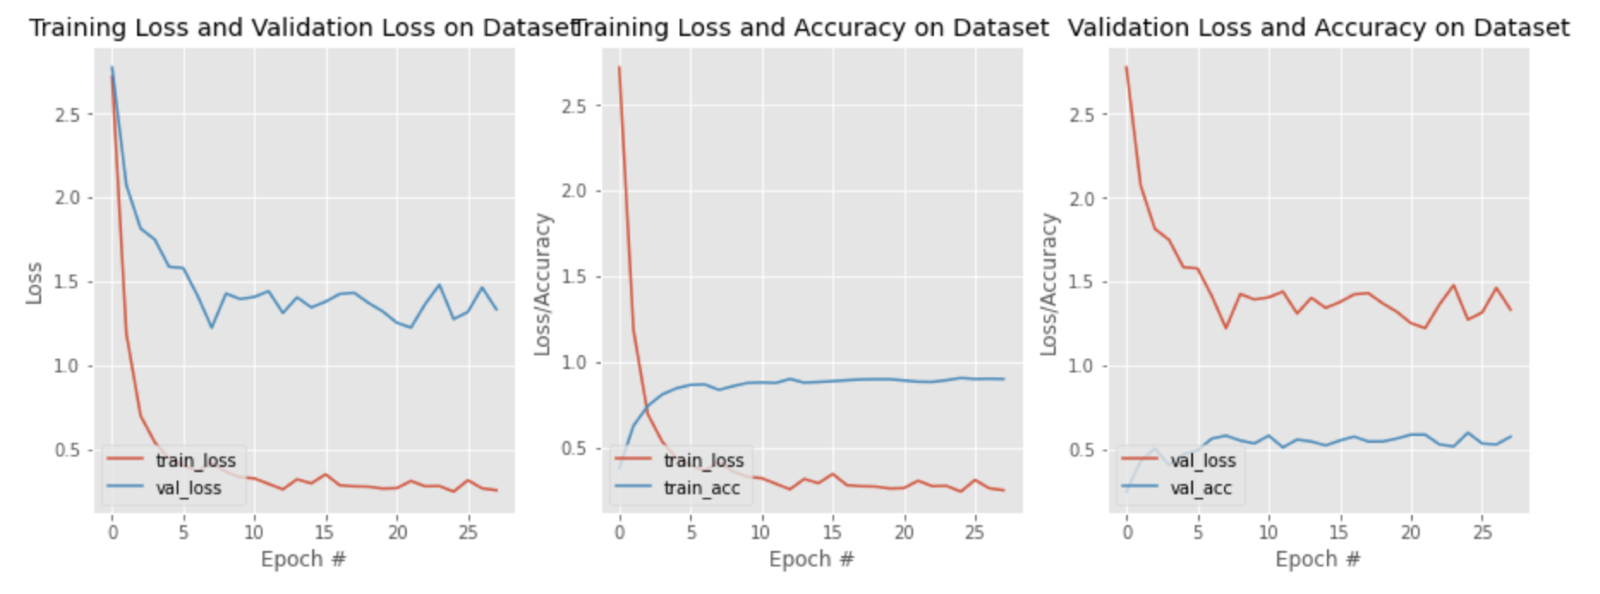 Training Loss and Validation Loss on Dataset
2.5
2.0
1.5
1.0
0.5
Loss
train_loss
val_loss
0 5 10 15 20 25
Epoch #
Training Loss and Accuracy on Dataset
2.5
2.0
1.5
1.0
0.5
Loss/Accuracy
train_loss
train_acc
0 5 10 15 20 25
Epoch #
Validation Loss and Accuracy on Dataset
2.5
2.0
1.5
1.0
0.5
Loss/Accuracy
val_loss
val_acc
0 5 10 15 20 25
Epoch #